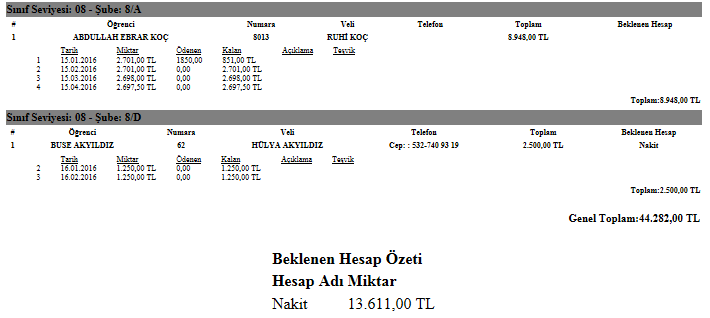 Sınıf Seviyesi: 08 - Şube: 8/A
# Öğrenci Numara Veli Telefon Toplam Beklenen Hesap
1 ABDULLAH EBRAR KOÇ 8013 RUHİ KOÇ 8.948,00 TL
Tarih Miktar Ödenen Kalan Açıklama Teşvik
1 15.01.2016 2.701,00 TL 1850,00 851,00 TL
2 15.02.2016 2.701,00 TL 0,00 2.701,00 TL
3 15.03.2016 2.698,00 TL 0,00 2.698,00 TL
4 15.04.2016 2.697,50 TL 0,00 2.697,50 TL
Toplam:8.948,00 TL
Sınıf Seviyesi: 08 - Şube: 8/D
# Öğrenci Numara Veli Telefon Toplam Beklenen Hesap
1 BUSE AKYILDIZ 62 HÜLYA AKYILDIZ Cep: : 532-740 93 19 2.500,00 TL Nakit
Tarih Miktar Ödenen Kalan Açıklama Teşvik
2 16.01.2016 1.250,00 TL 0,00 1.250,00 TL
3 16.02.2016 1.250,00 TL 0,00 1.250,00 TL
Toplam:2.500,00 TL
Genel Toplam:44.282,00 TL
Beklenen Hesap Özeti
Hesap Adı Miktar
Nakit 13.611,00 TL